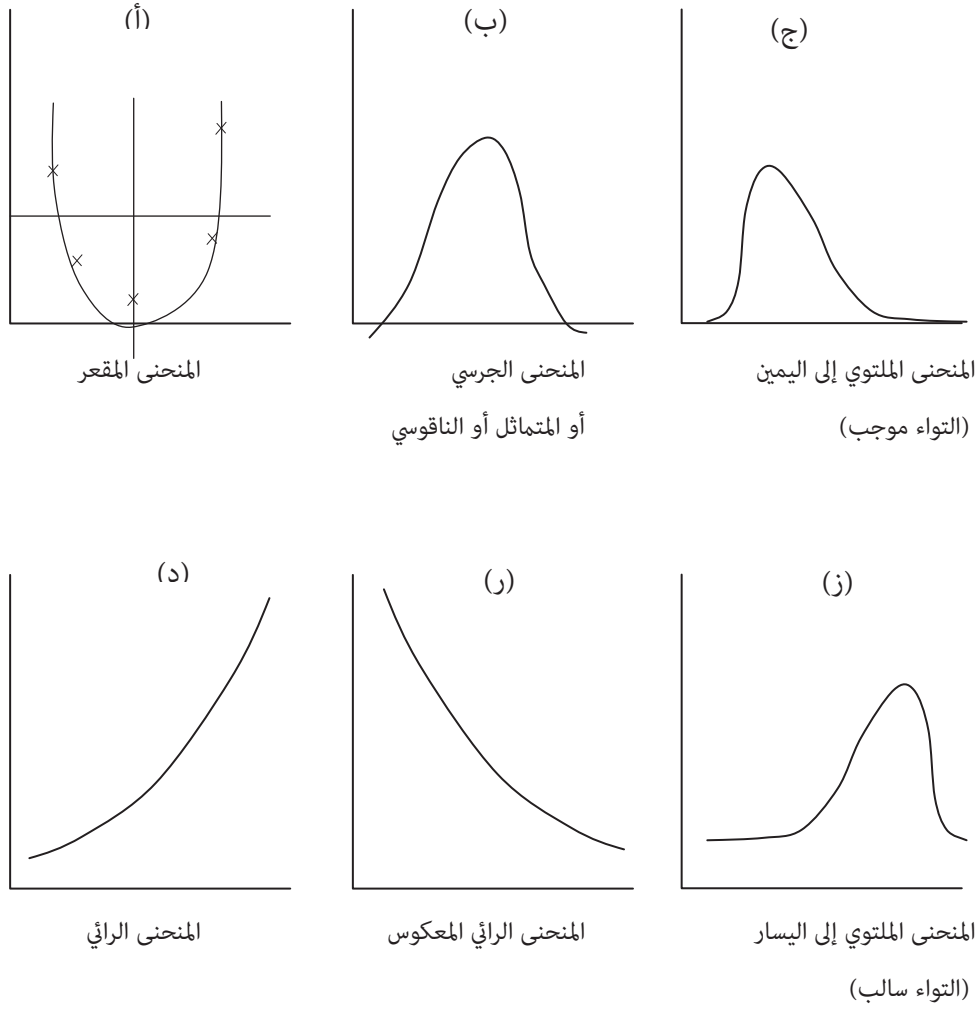 (أ)
(ب)
(ج)
المنحنى المقعر
المنحنى الجرسي
أو المتماثل أو الناقوسي
المنحنى الملتوي إلى اليمين
(التواء موجب)
(د)
(ر)
(ز)
المنحنى الرائي
المنحنى الرائي المعكوس
المنحنى الملتوي إلى اليسار
(التواء سالب)